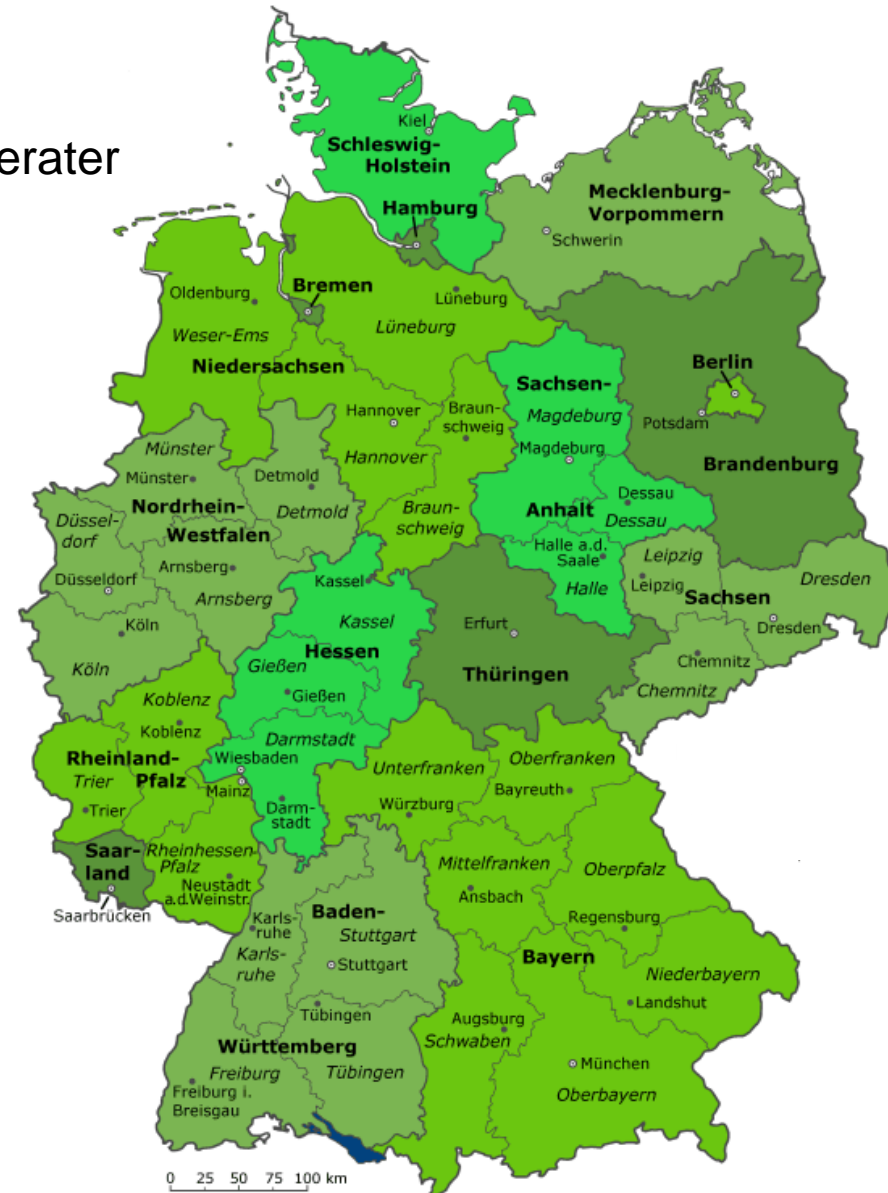 erater
Kiel
Schleswig-
Holstein
Hamburg
Mecklenburg-
Vorpommern
Schwerin
Bremen
Oldenburg
Lüneburg
Lüneburg
Weser-Ems
Niedersachsen
Hannover
Hannover
Braun-
schweig
Braun-
schweig
Sachsen-
Magdeburg
Magdeburg
Anhalt
Dessau
Dessau
Halle a.d.
Saale
Halle
Berlin
Potsdam
Brandenburg
Münster
Münster
Detmold
Detmold
Nordrhein-
Westfalen
Düssel-
dorf
Düsseldorf
Arnsberg
Arnsberg
Köln
Köln
Kassel
Kassel
Hessen
Gießen
Gießen
Darmstadt
Wiesbaden
Darm-
stadt
Erfurt
Thüringen
Leipzig
Leipzig
Sachsen
Dresden
Dresden
Chemnitz
Chemnitz
Koblenz
Koblenz
Rheinland-
Pfalz
Trier
Trier
Mainz
Rheinhessen-
Pfalz
Neustadt
a.d.Weinstr.
Saar-
land
Saarbrücken
Unterfranken
Würzburg
Oberfranken
Bayreuth
Mittelfranken
Ansbach
Oberpfalz
Regensburg
Bayern
Niederbayern
Landshut
Augsburg
Schwaben
München
Oberbayern
Karls-
ruhe
Karls-
ruhe
Baden-
Stuttgart
Stuttgart
Tübingen
Württemberg
Freiburg
Tübingen
Freiburg i.
Breisgau
0 25 50 75 100 km